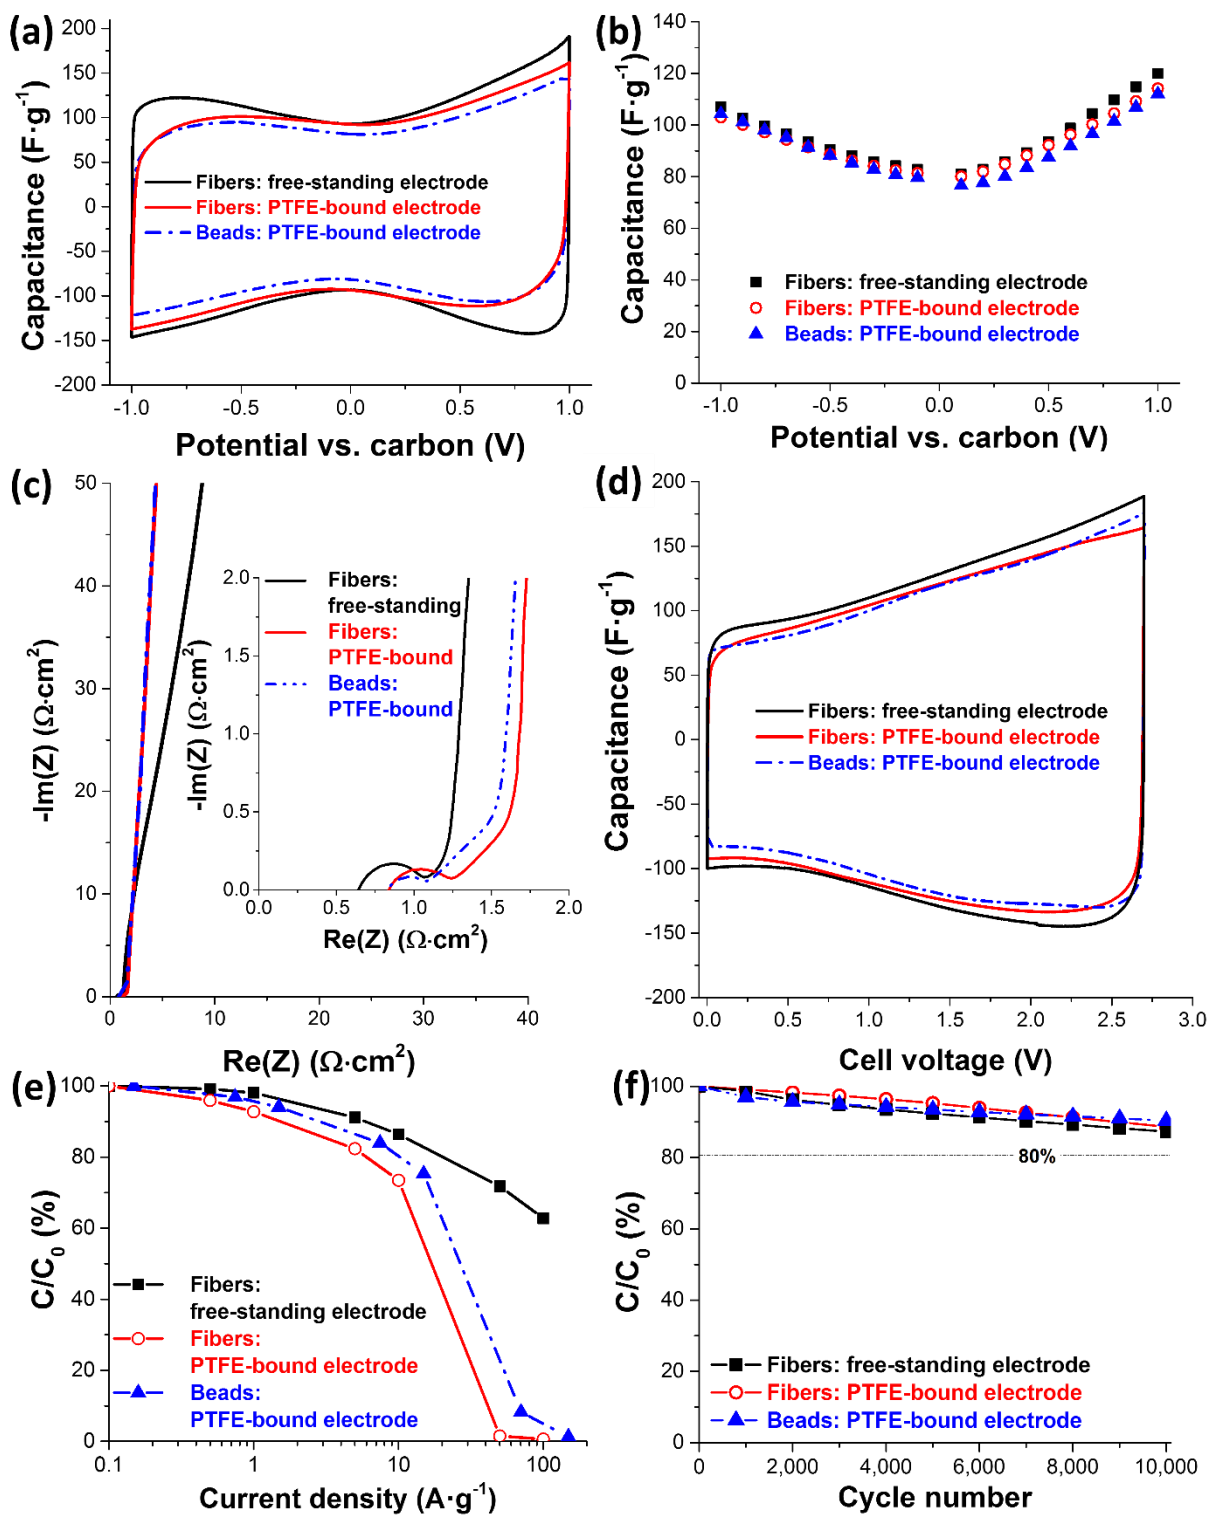 (a)
200
150
100
50
0
-50
-100
-150
-200
Capacitance (F·g⁻¹)
Fibers: free-standing electrode
Fibers: PTFE-bound electrode
Beads: PTFE-bound electrode
-1.0 -0.5 0.0 0.5 1.0
Potential vs. carbon (V)
(b)
140
120
100
80
60
40
20
0
Capacitance (F·g⁻¹)
Fibers: free-standing electrode
Fibers: PTFE-bound electrode
Beads: PTFE-bound electrode
-1.0 -0.5 0.0 0.5 1.0
Potential vs. carbon (V)
(c)
50
40
30
20
10
0
-Im(Z) (Ω·cm²)
2.0
1.5
1.0
0.5
0.0
-Im(Z) (Ω·cm²)
Fibers:
free-standing
Fibers:
PTFE-bound
Beads:
PTFE-bound
0.0 0.5 1.0 1.5 2.0
Re(Z) (Ω·cm²)
0 10 20 30 40
Re(Z) (Ω·cm²)
(d)
200
150
100
50
0
-50
-100
-150
-200
Capacitance (F·g⁻¹)
Fibers: free-standing electrode
Fibers: PTFE-bound electrode
Beads: PTFE-bound electrode
0.0 0.5 1.0 1.5 2.0 2.5 3.0
Cell voltage (V)
(e)
100
80
60
40
20
0
C/C₀ (%)
Fibers:
free-standing electrode
Fibers:
PTFE-bound electrode
Beads:
PTFE-bound electrode
0.1 1 10 100
Current density (A·g⁻¹)
(f)
100
80
60
40
20
0
C/C₀ (%)
80%
Fibers: free-standing electrode
Fibers: PTFE-bound electrode
Beads: PTFE-bound electrode
0 2,000 4,000 6,000 8,000 10,000
Cycle number